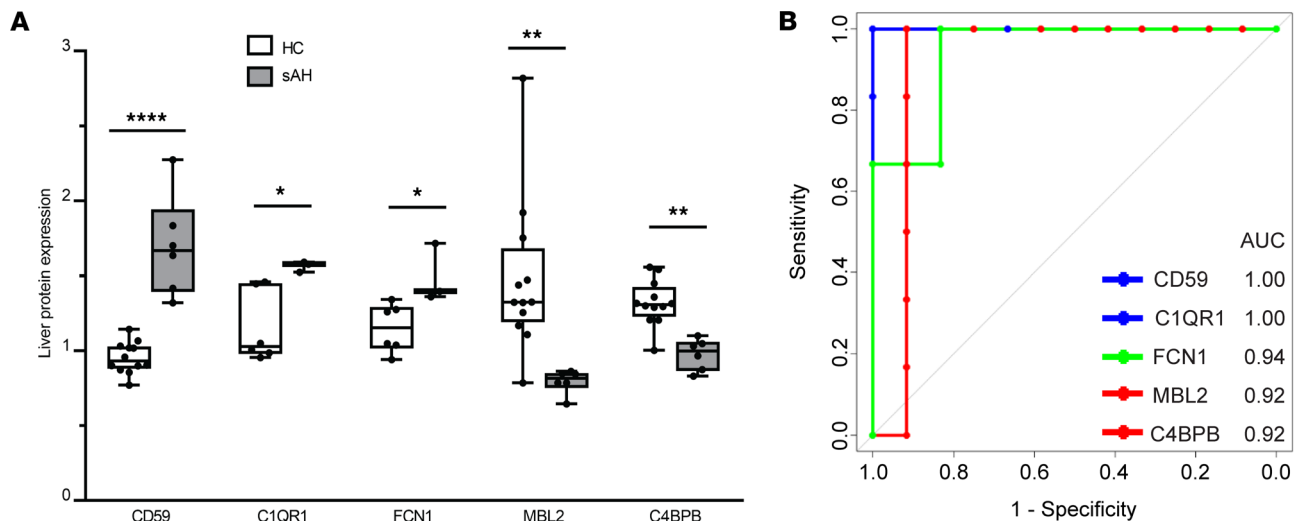 A
HC
sAH
3
2
1
0
Liver protein expression
****
*
*
**
**
CD59
C1QR1
FCN1
MBL2
C4BPB
B
1.0
0.8
0.6
0.4
0.2
0.0
Sensitivity
AUC
CD59 1.00
C1QR1 1.00
FCN1 0.94
MBL2 0.92
C4BPB 0.92
1.0 0.8 0.6 0.4 0.2 0.0
1 - Specificity